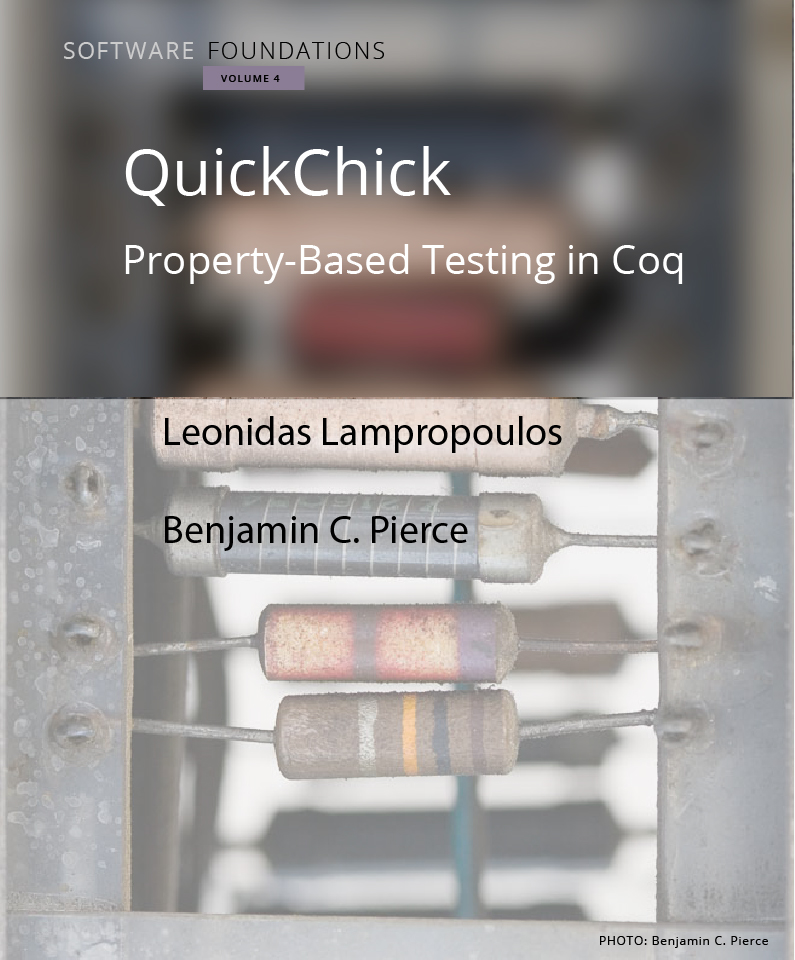 SOFTWARE FOUNDATIONS
VOLUME 4
QuickChick
Property-Based Testing in Coq
Leonidas Lampropoulos
Benjamin C. Pierce
PHOTO: Benjamin C. Pierce